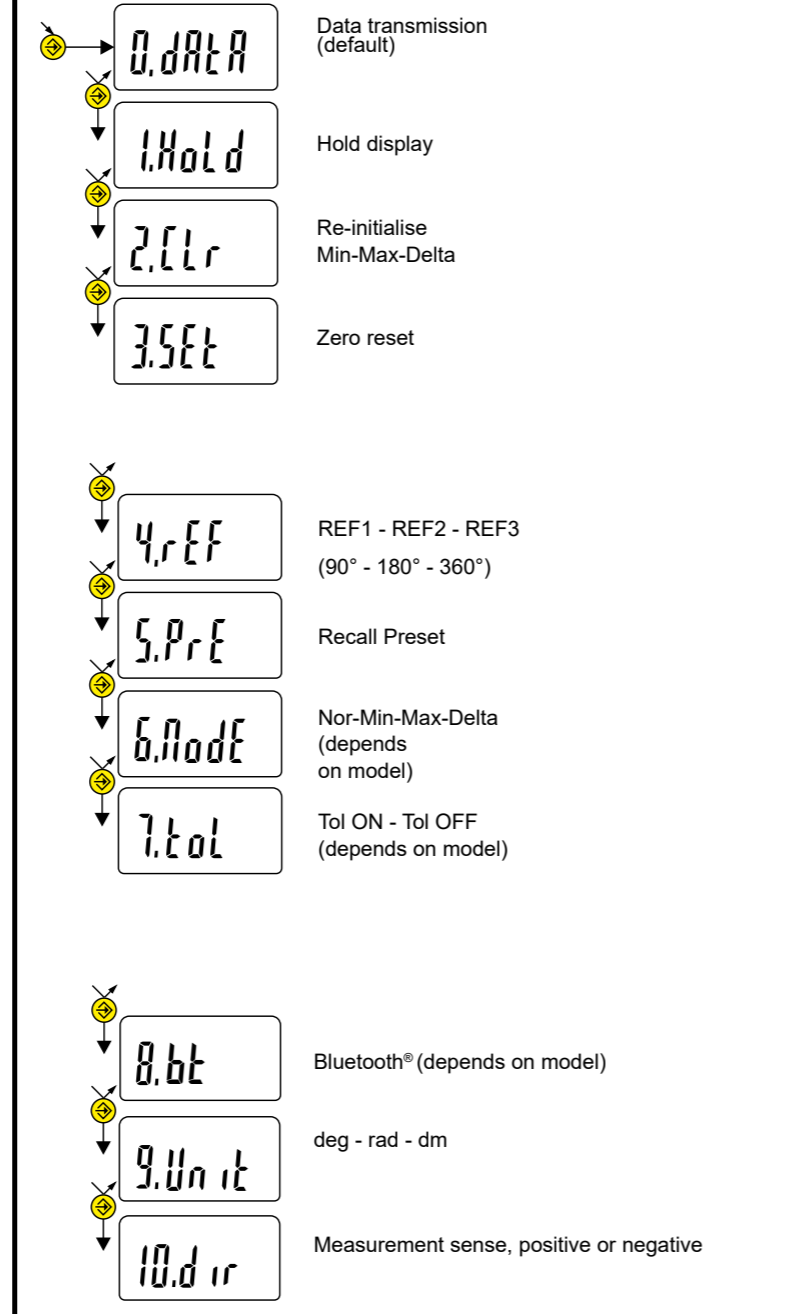 0.dAtA
Data transmission
(default)
1.Hold
Hold display
2.CLr
Re-initialise
Min-Max-Delta
3.SEt
Zero reset
4.rEF
REF1 - REF2 - REF3
(90° - 180° - 360°)
5.PrE
Recall Preset
6.ModE
Nor-Min-Max-Delta
(depends
on model)
7.toL
Tol ON - Tol OFF
(depends on model)
8.bt
Bluetooth® (depends on model)
9.Unit
deg - rad - dm
10.dir
Measurement sense, positive or negative